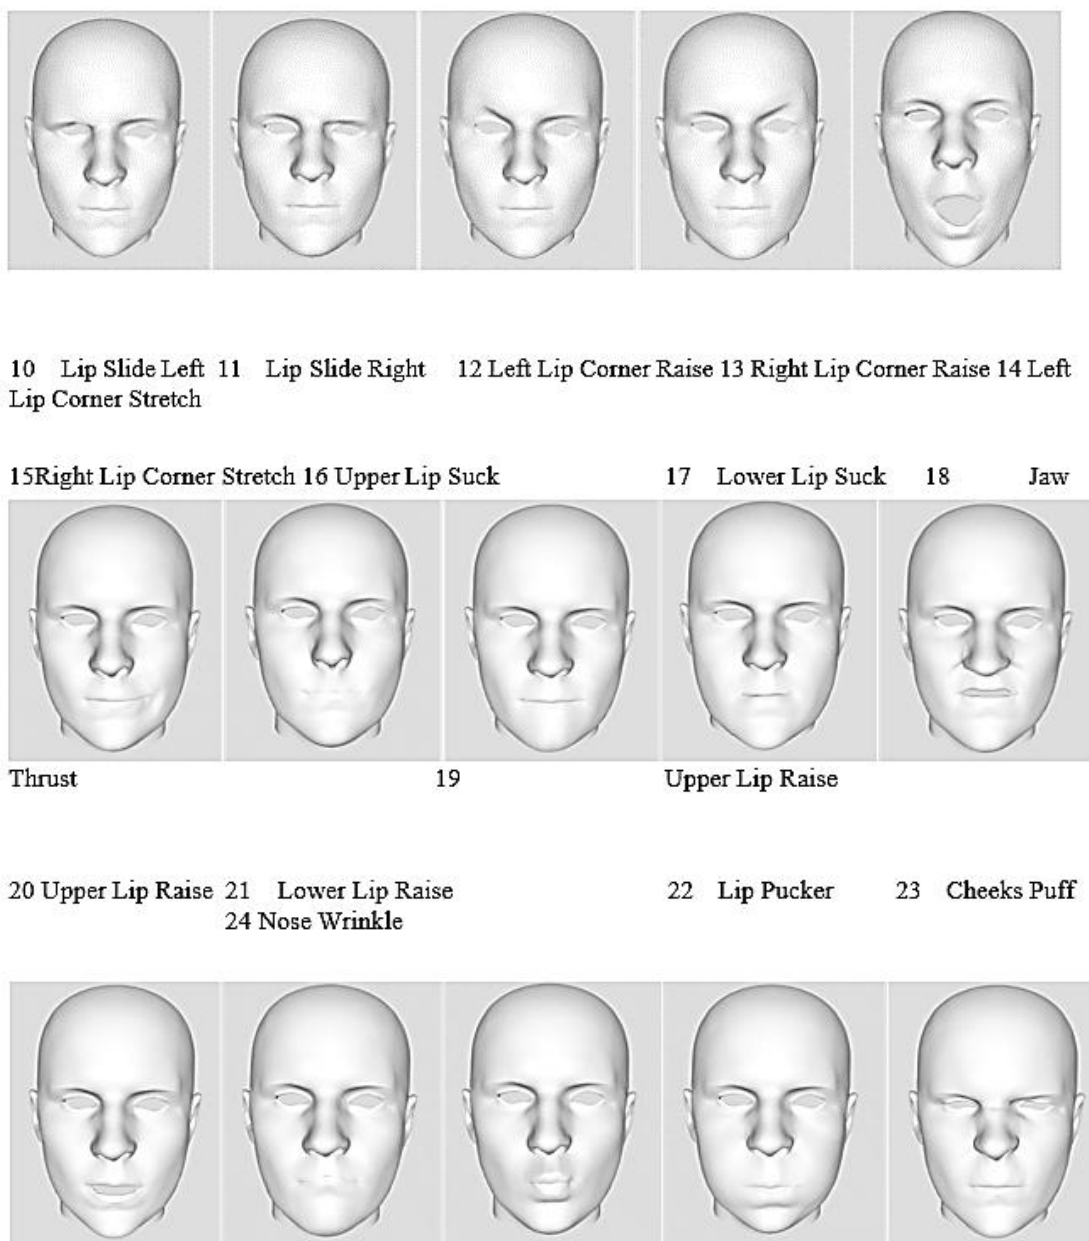 10 Lip Slide Left 11 Lip Slide Right 12 Left Lip Corner Raise 13 Right Lip Corner Raise 14 Left
Lip Corner Stretch
15Right Lip Corner Stretch 16 Upper Lip Suck 17 Lower Lip Suck 18 Jaw
Thrust 19 Upper Lip Raise
20 Upper Lip Raise 21 Lower Lip Raise 22 Lip Pucker 23 Cheeks Puff
24 Nose Wrinkle